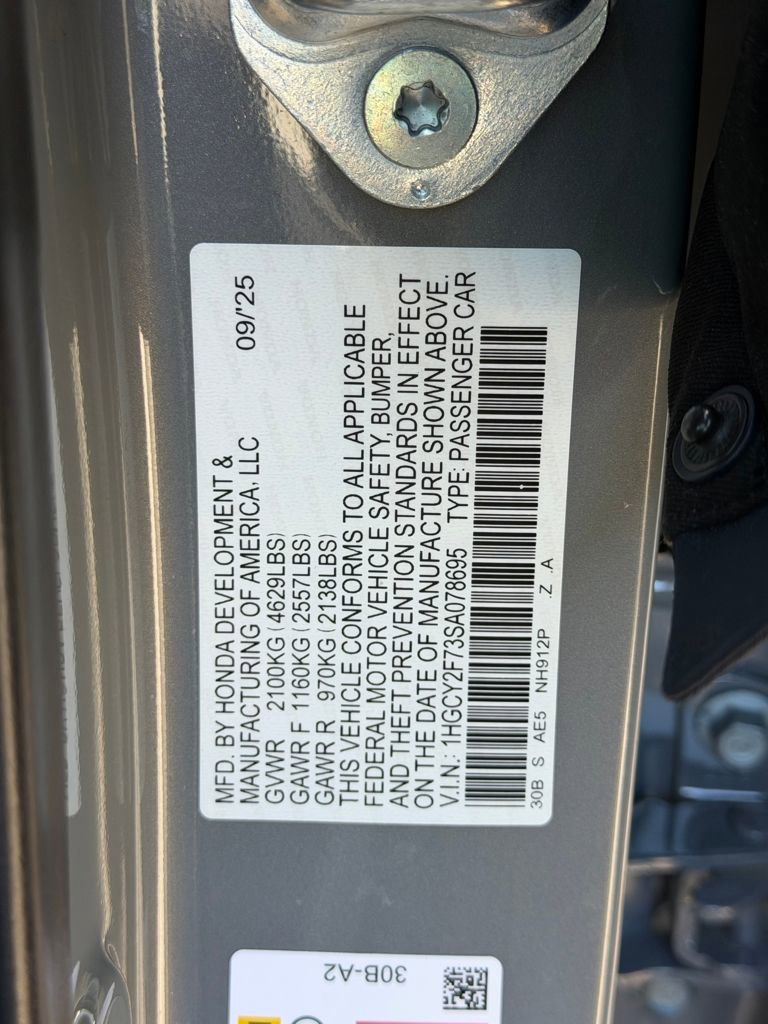 MFD. BY HONDA DEVELOPMENT &
MANUFACTURING OF AMERICA, LLC 09/'25
GVWR 2100KG (4629LBS)
GAWR F 1160KG (2557LBS)
GAWR R 970KG (2138LBS)
THIS VEHICLE CONFORMS TO ALL APPLICABLE
FEDERAL MOTOR VEHICLE SAFETY, BUMPER,
AND THEFT PREVENTION STANDARDS IN EFFECT
ON THE DATE OF MANUFACTURE SHOWN ABOVE.
V.I.N.: 1HGCY2F73SA078695 TYPE: PASSENGER CAR
30B S AE5 NH912P .Z .A
30B-A2